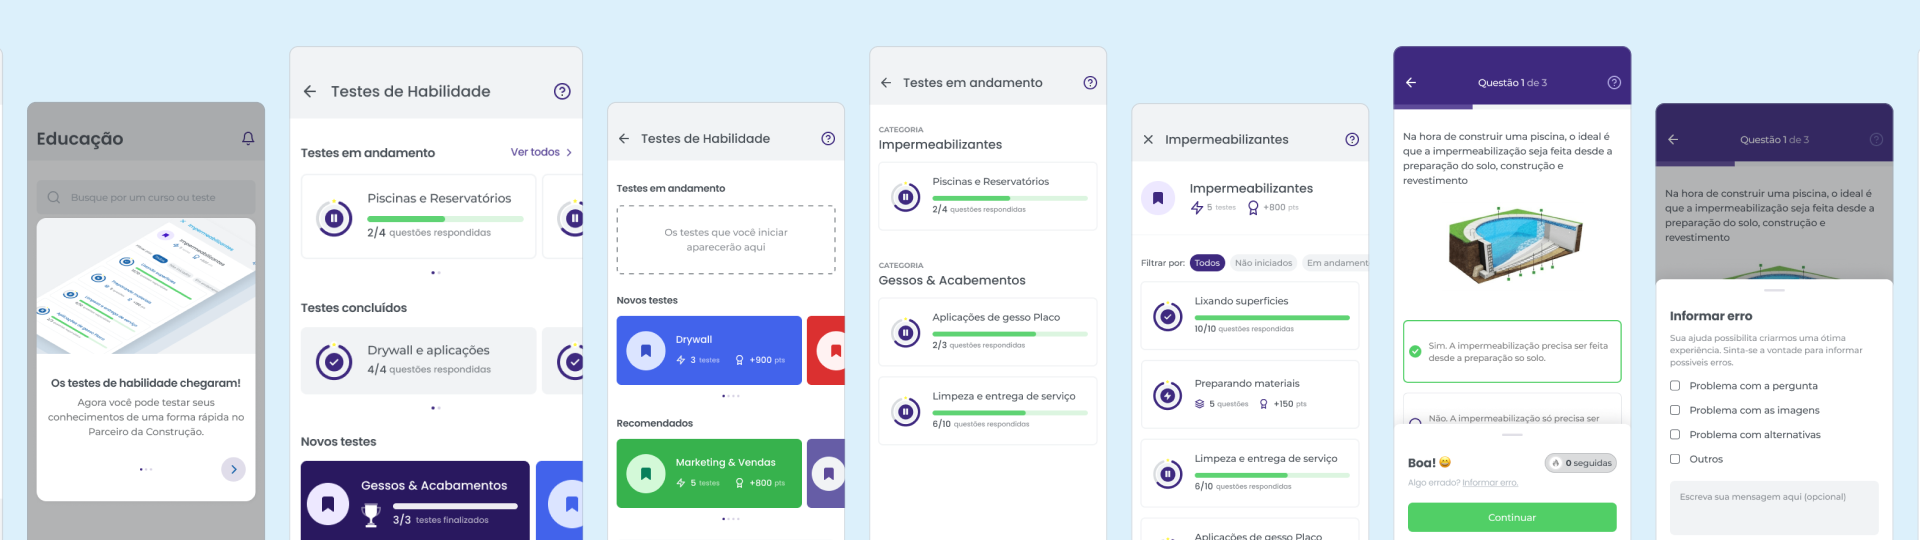 Educação
Busque por um curso ou teste
Impermeabilizantes
Os testes de habilidade chegaram!
Agora você pode testar seus
conhecimentos de uma forma rápida no
Parceiro da Construção.
Testes de Habilidade
Testes em andamento
Ver todos
Piscinas e Reservatórios
2/4 questões respondidas
Testes concluídos
Drywall e aplicações
4/4 questões respondidas
Novos testes
Gessos & Acabamentos
3/3 testes finalizados
Testes de Habilidade
Testes em andamento
Os testes que você iniciar
aparecerão aqui
Novos testes
Drywall
3 testes +900 pts
Recomendados
Marketing & Vendas
5 testes +800 pts
Testes em andamento
CATEGORIA
Impermeabilizantes
Piscinas e Reservatórios
2/4 questões respondidas
CATEGORIA
Gessos & Acabementos
Aplicações de gesso Placo
2/3 questões respondidas
Limpeza e entrega de serviço
6/10 questões respondidas
Impermeabilizantes
Impermeabilizantes
5 testes +800 pts
Filtrar por: Todos Não iniciados Em andament
Lixando superfícies
10/10 questões respondidas
Preparando materiais
5 questões +150 pts
Limpeza e entrega de serviço
6/10 questões respondidas
Aplicações de gesso Placo
Questão 1 de 3
Na hora de construir uma piscina, o ideal é
que a impermeabilização seja feita desde a
preparação do solo, construção e
revestimento
Sim. A impermeabilização precisa ser feita
desde a preparação so solo.
Não. A impermeabilização só precisa ser
Boa!
0 seguidas
Algo errado? Informar erro.
Continuar
Questão 1 de 3
Na hora de construir uma piscina, o ideal é
que a impermeabilização seja feita desde a
preparação do solo, construção e
revestimento
Informar erro
Sua ajuda possibilita criarmos uma ótima
experiência. Sinta-se a vontade para informar
possíveis erros.
Problema com a pergunta
Problema com as imagens
Problema com alternativas
Outros
Escreva sua mensagem aqui (opcional)